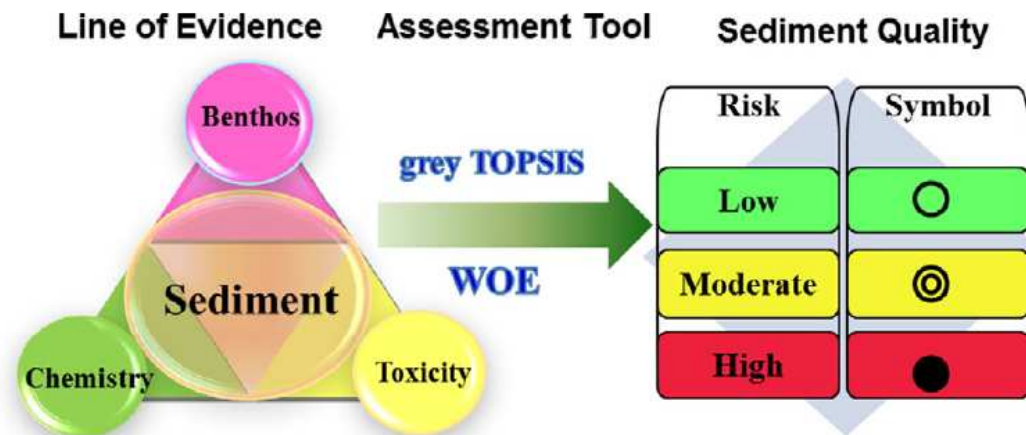 Line of Evidence
Assessment Tool
Sediment Quality
Benthos
Sediment
Chemistry
Toxicity
grey TOPSIS
WOE
Risk
Symbol
Low
Moderate
High